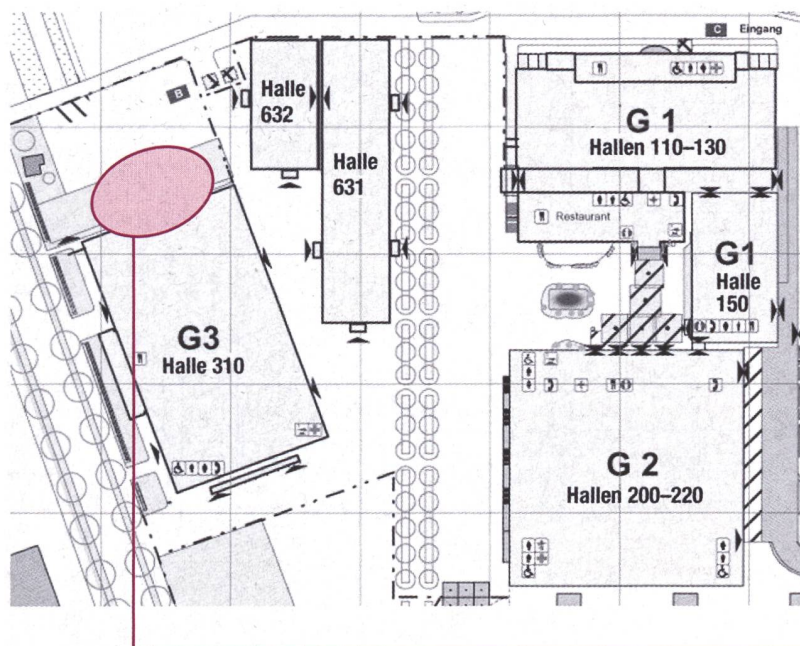 C Eingang
B
Halle
632
Halle
631
G 1
Hallen 110–130
Restaurant
G1
Halle
150
G3
Halle 310
G 2
Hallen 200–220